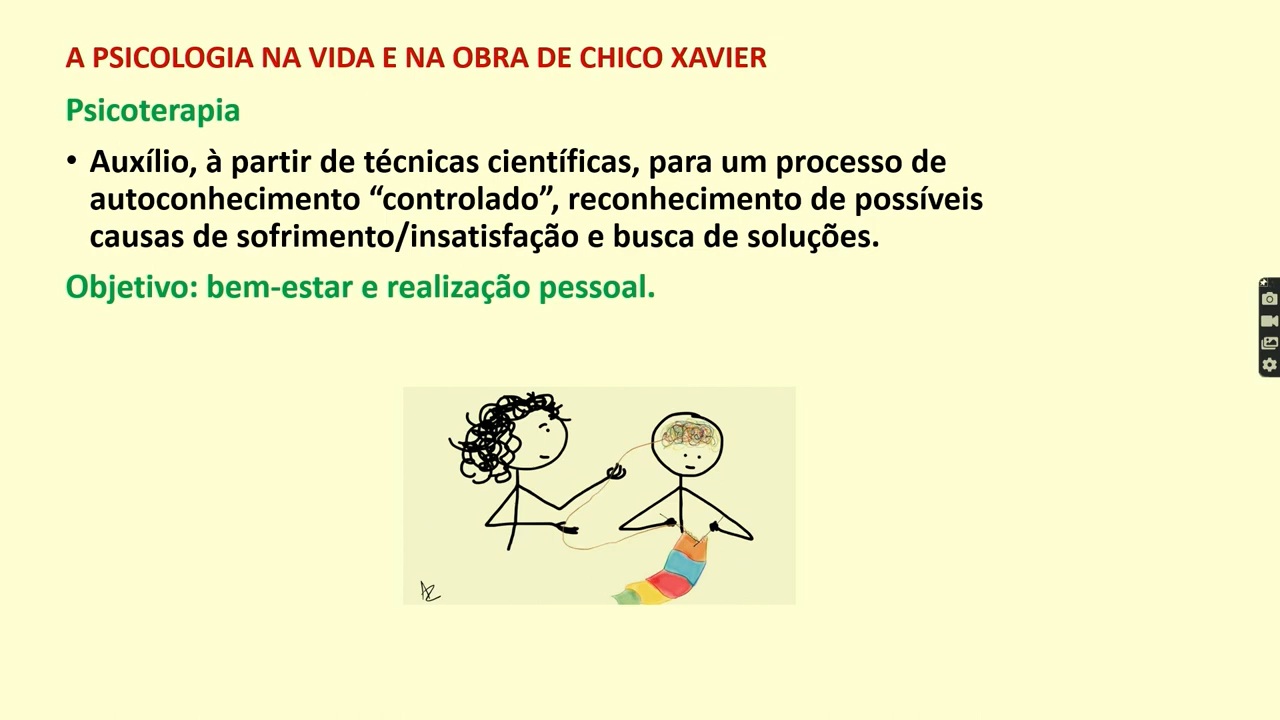 A PSICOLOGIA NA VIDA E NA OBRA DE CHICO XAVIER
Psicoterapia
• Auxílio, à partir de técnicas científicas, para um processo de
autoconhecimento “controlado”, reconhecimento de possíveis
causas de sofrimento/insatisfação e busca de soluções.
Objetivo: bem-estar e realização pessoal.